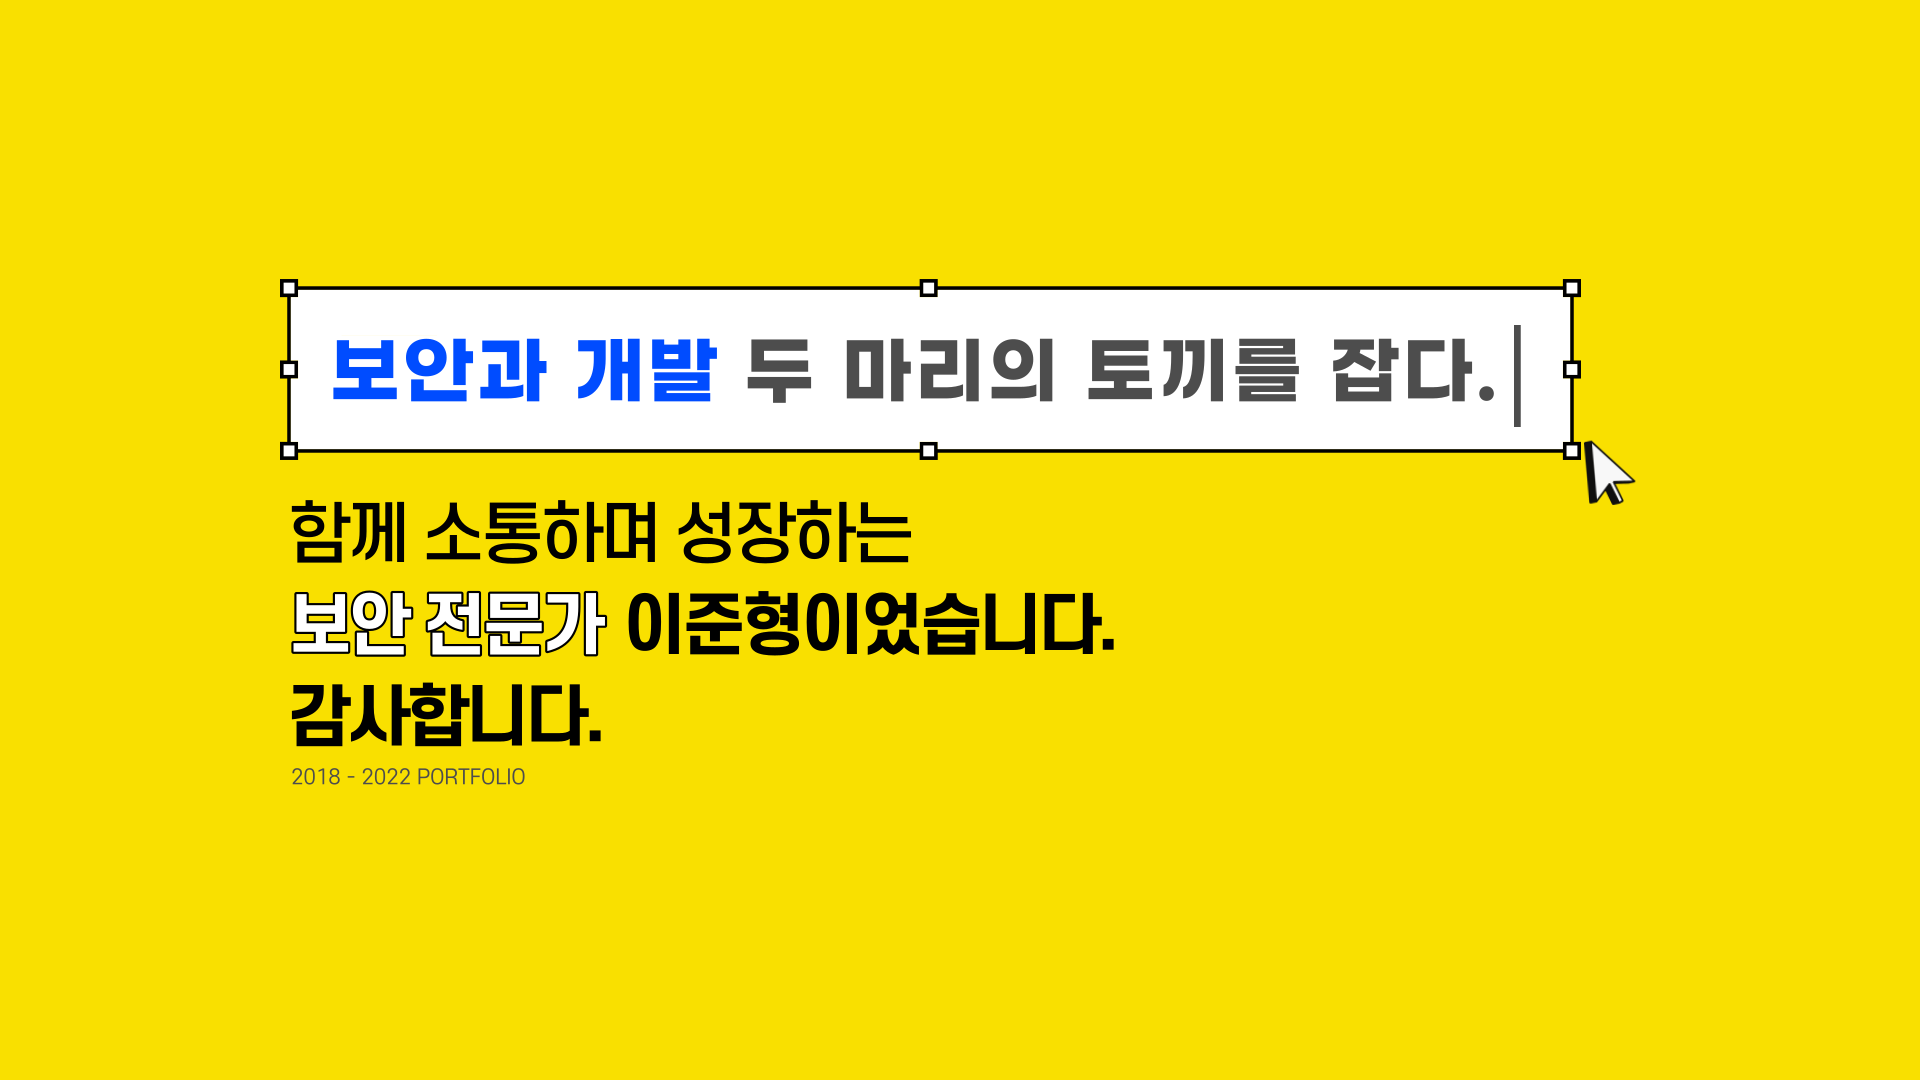 보안과 개발 두 마리의 토끼를 잡다.
함께 소통하며 성장하는
보안 전문가 이준형이었습니다.
감사합니다.
2018 - 2022 PORTFOLIO